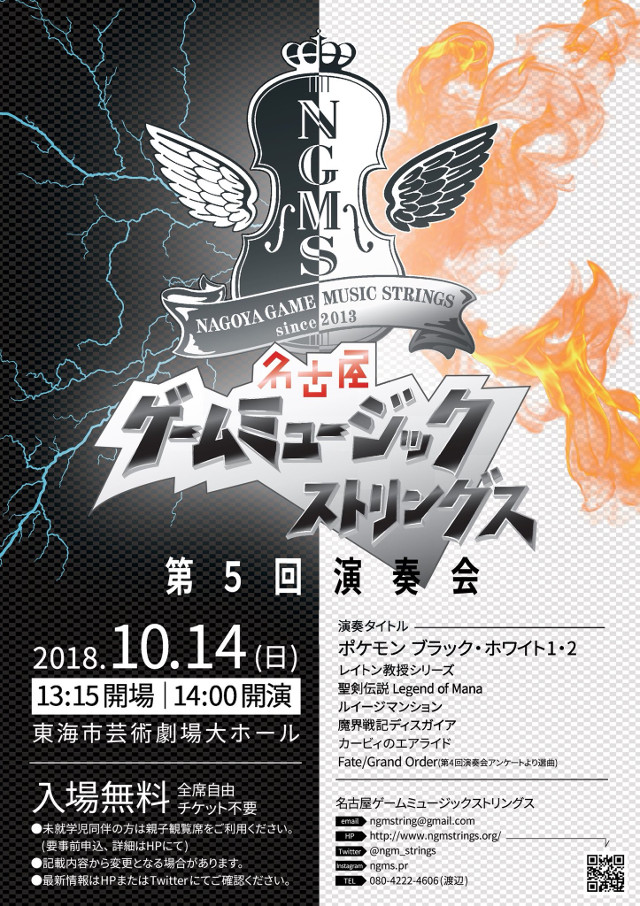 NGMS
NAGOYA GAME MUSIC STRINGS
since 2013
名古屋
ゲームミュージック
ストリングス
第5回演奏会
2018.10.14(日)
13:15開場|14:00開演
東海市芸術劇場大ホール
入場無料 全席自由
チケット不要
●未就学児同伴の方は親子観覧席をご利用ください。
(要事前申込、詳細はHPにて)
●記載内容から変更となる場合があります。
●最新情報はHPまたはTwitterにてご確認ください。
演奏タイトル
ポケモン ブラック・ホワイト1・2
レイトン教授シリーズ
聖剣伝説 Legend of Mana
ルイージマンション
魔界戦記ディスガイア
カービィのエアライド
Fate/Grand Order(第4回演奏会アンケートより選曲)
名古屋ゲームミュージックストリングス
email ngmstring@gmail.com
HP http://www.ngmstrings.org/
Twitter @ngm_strings
Instagram ngms.pr
TEL 080-4222-4606(渡辺)